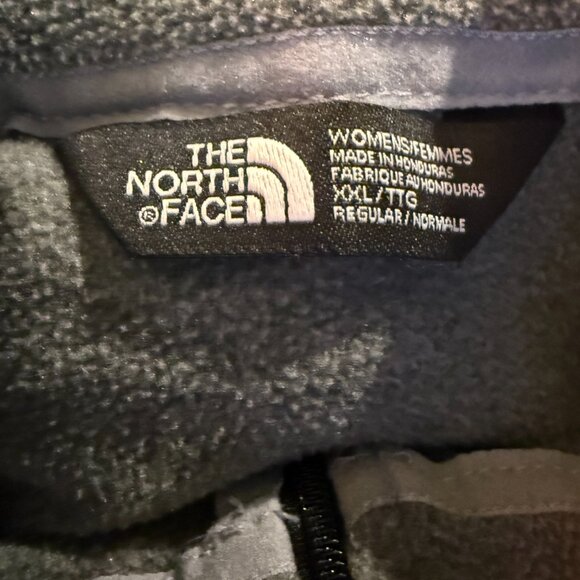 THE
NORTH
® FACE
WOMENS/FEMMES
MADE IN HONDURAS
FABRIQUE AU HONDURAS
XXL / TTG
REGULAR / NORMALE